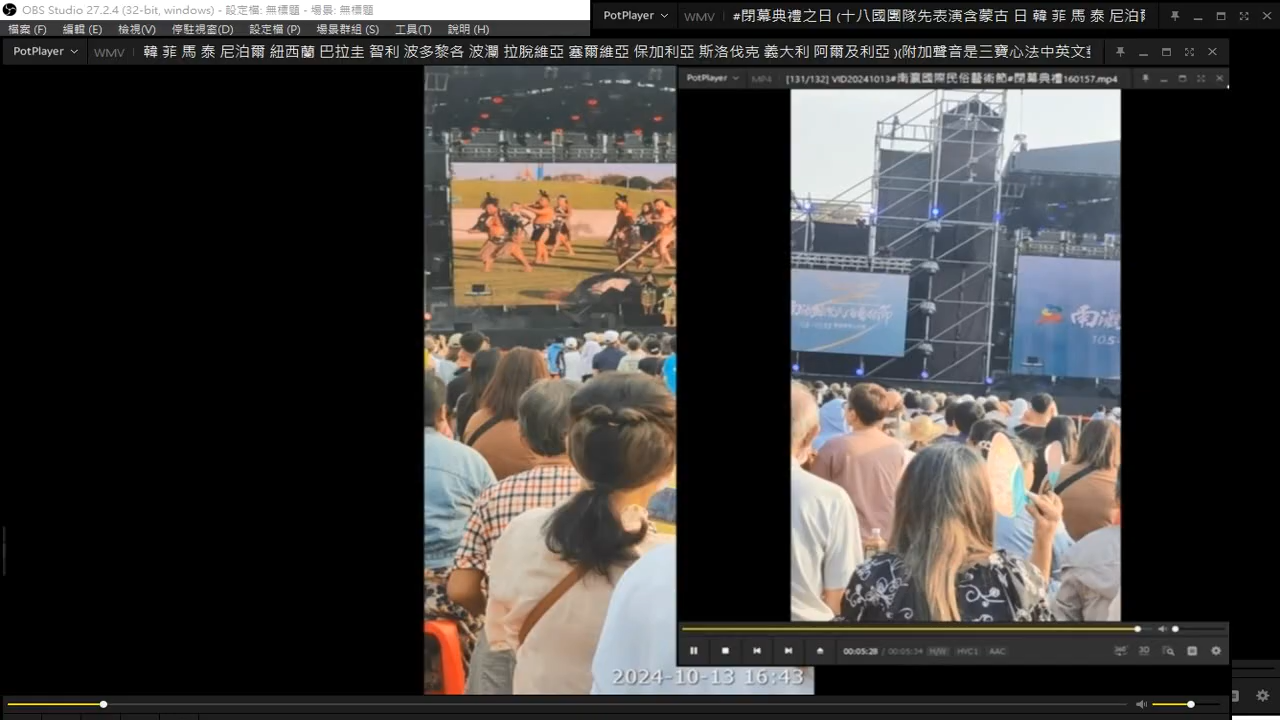 OBS Studio 27.2.4 (32-bit, windows) - 設定檔: 無標題 - 場景: 無標題
檔案 (F) 編輯 (E) 檢視(V) 停駐視窗(D) 設定檔 (P) 場景群組 (S) 工具(T) 說明 (H)
PotPlayer WMV #閉幕典禮之日 (十八國團隊先表演含蒙古 日 韓 菲 馬 泰 尼泊爾
PotPlayer WMV 韓 菲 馬 泰 尼泊爾 紐西蘭 巴拉圭 智利 波多黎各 波瀾 拉脫維亞 塞爾維亞 保加利亞 斯洛伐克 義大利 阿爾及利亞 )(附加聲音是三寶心法中英文
PotPlayer MP4 [131/132] VID20241013#南瀛國際民俗藝術節#閉幕典禮160157.mp4
南瀛
10.5
00:05:28 / 00:05:34 H/W HVC1 AAC
3D
2024-10-13 16:43